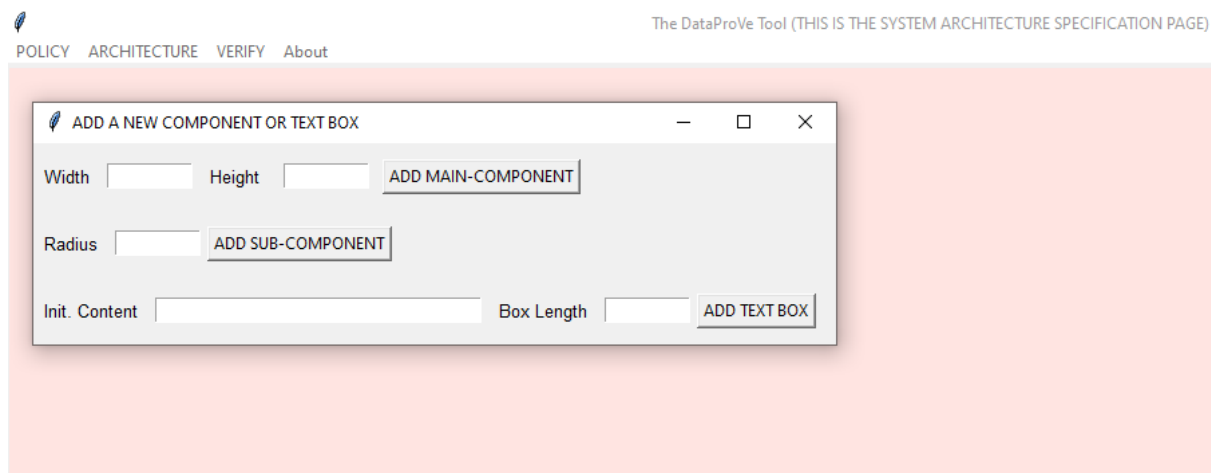 The DataProVe Tool (THIS IS THE SYSTEM ARCHITECTURE SPECIFICATION PAGE)
POLICY ARCHITECTURE VERIFY About
ADD A NEW COMPONENT OR TEXT BOX
Width Height ADD MAIN-COMPONENT
Radius ADD SUB-COMPONENT
Init. Content Box Length ADD TEXT BOX